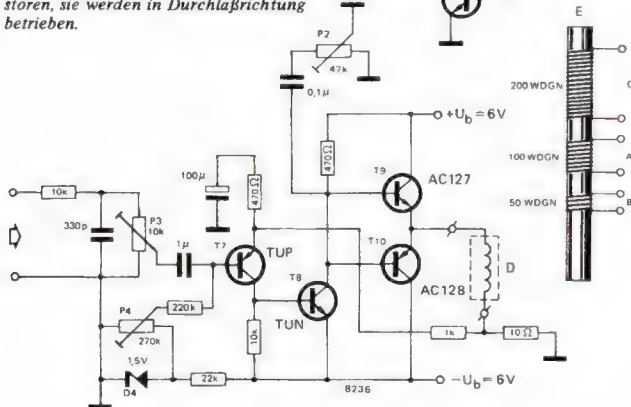 stören, sie werden in Durchlaßrichtung
betrieben.
P2
47k
0,1µ
470Ω
+Ub = 6V
T9
AC127
100µ
470Ω
10k
330p
P3
10k
1µ
T7
TUP
T8
TUN
T10
AC128
D
P4
270k
220k
10k
1k
10Ω
1,5V
D4
22k
8236
−Ub = 6V
E
200 WDGN
100 WDGN
A
50 WDGN
B